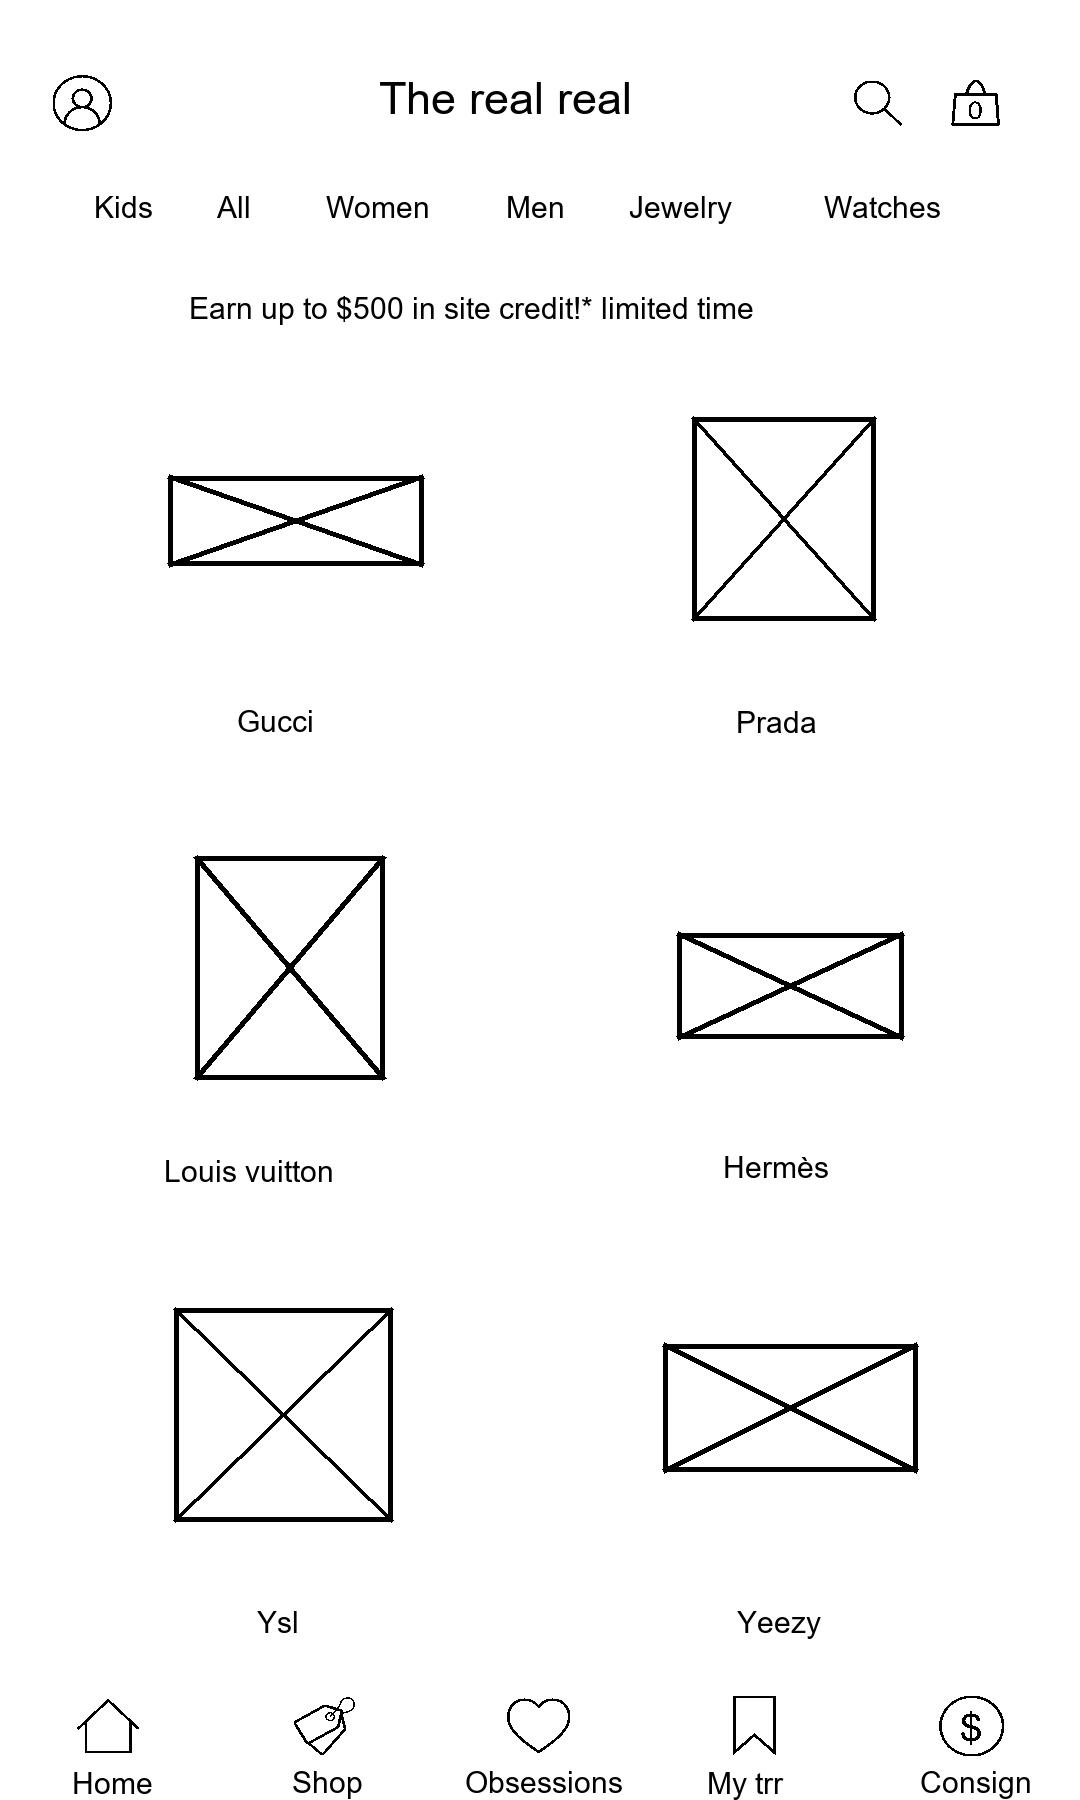 The real real
0
Kids All Women Men Jewelry Watches
Earn up to $500 in site credit!* limited time
Gucci Prada
Louis vuitton Hermès
Ysl Yeezy
$
Home Shop Obsessions My trr Consign